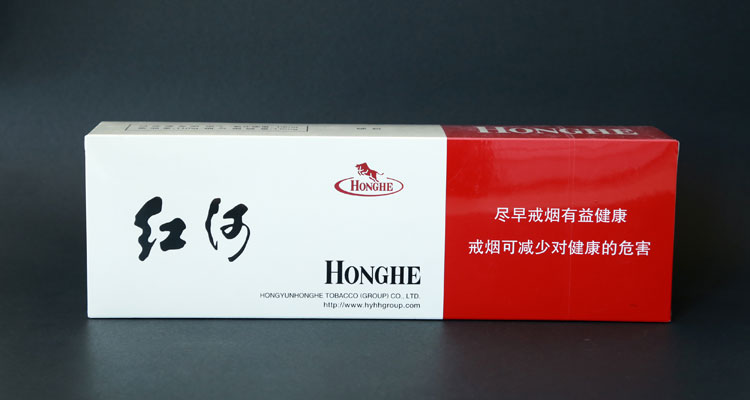 HONGHE
红河
HONGHE
HONGHE
HONGYUNHONGHE TOBACCO (GROUP) CO., LTD.
http://www.hyhhgroup.com
尽早戒烟有益健康
戒烟可减少对健康的危害